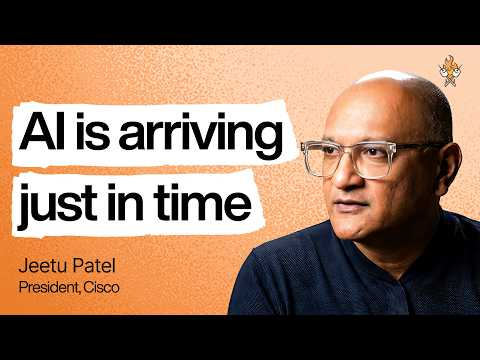 AI is arriving
just in time
Jeetu Patel
President, Cisco